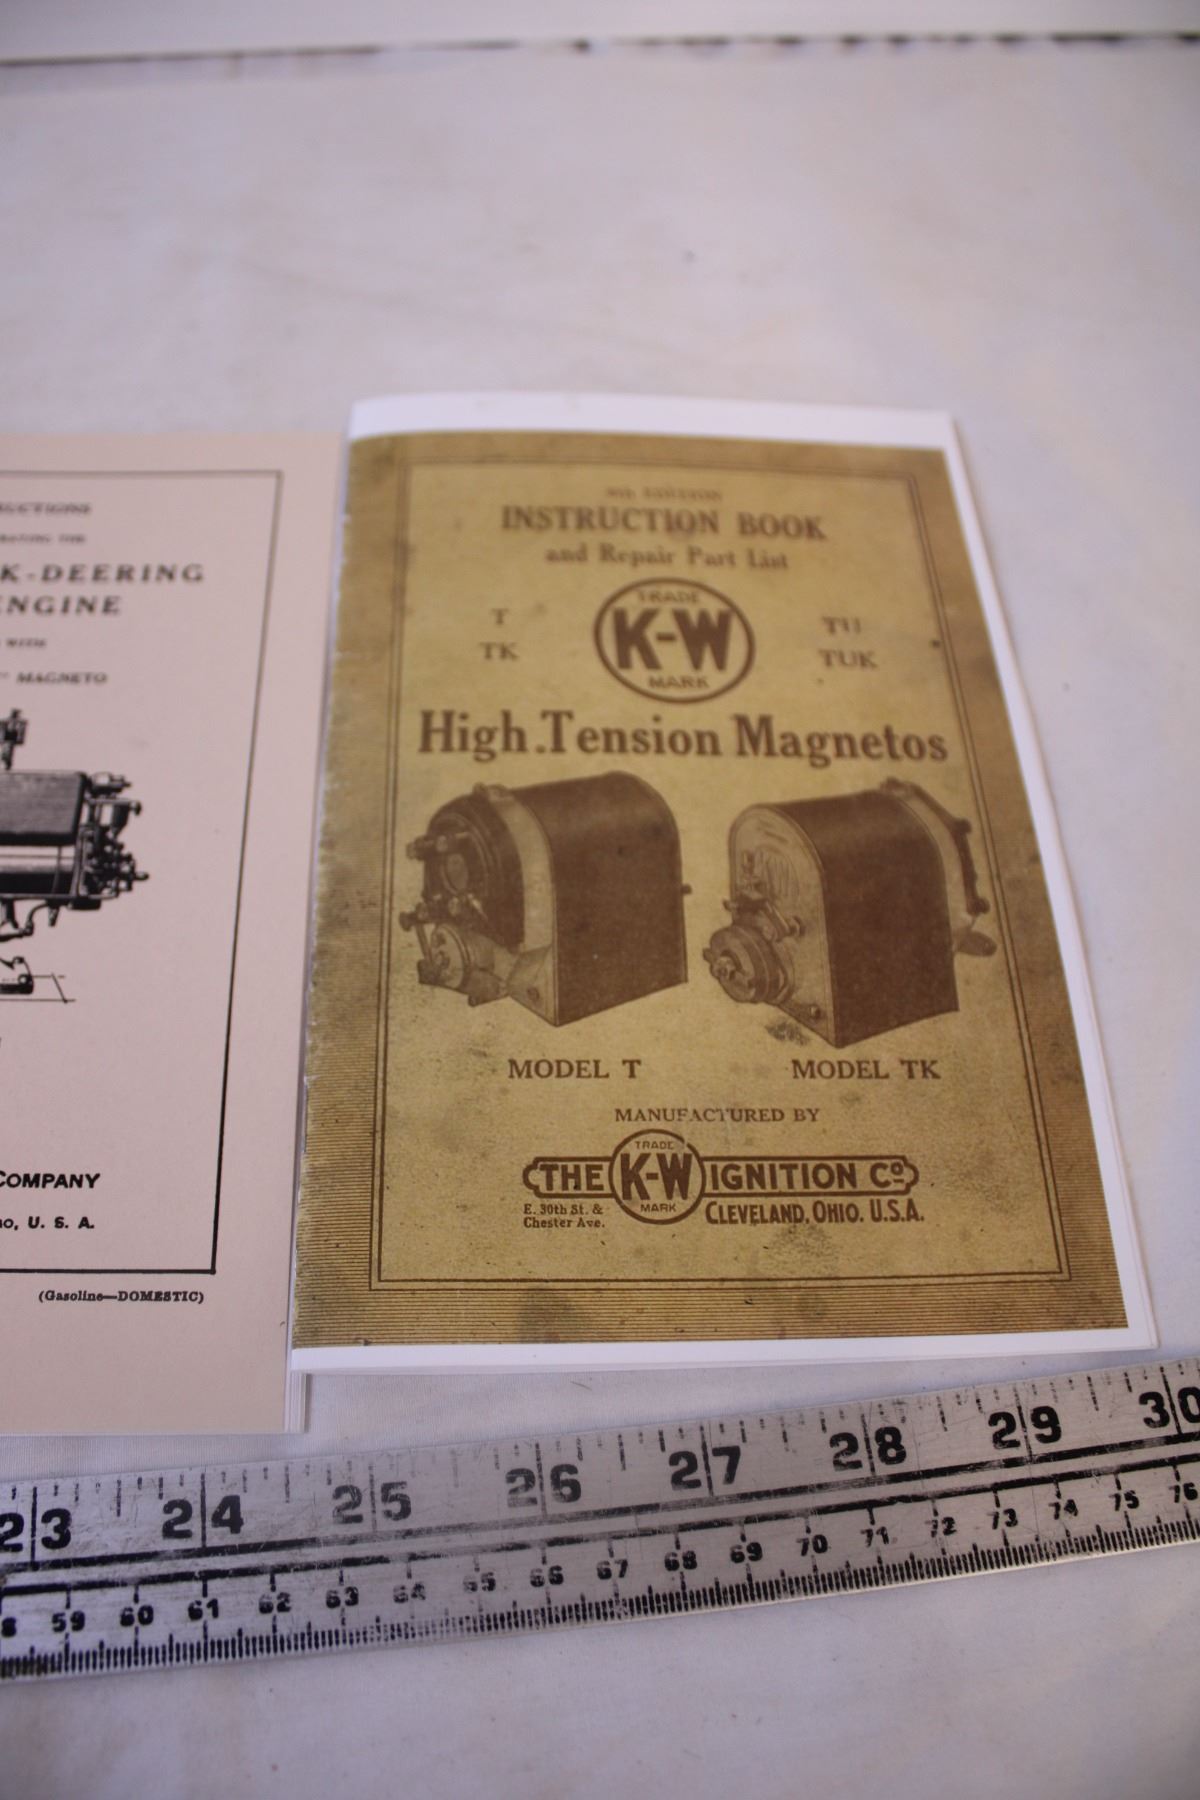 K-DEERING
ENGINE
WITH
MAGNETO
COMPANY
U. S. A.
(Gasoline—DOMESTIC)
EDITION
INSTRUCTION BOOK
and Repair Part List
T
TK
TRADE
K-W
MARK
TU
TUK
High Tension Magnetos
MODEL T
MODEL TK
MANUFACTURED BY
THE
TRADE
K-W
MARK
IGNITION Co.
E. 30th St. &
Chester Ave.
CLEVELAND, OHIO. U.S.A.
23 24 25 26 27 28 29 30
59 60 61 62 63 64 65 66 67 68 69 70 71 72 73 74 75 76